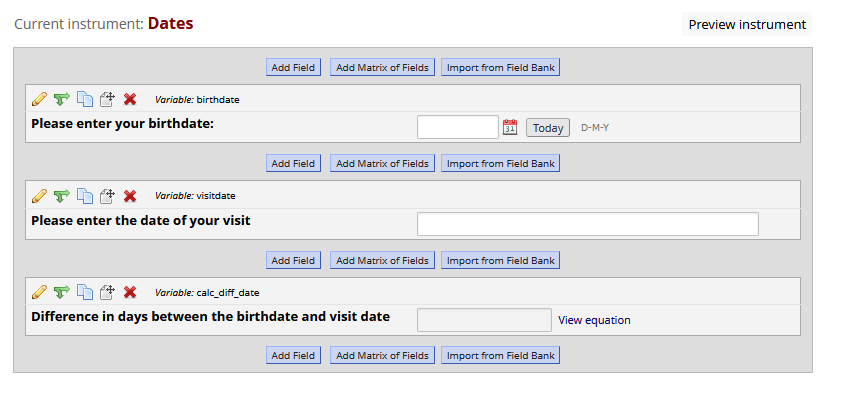 Current instrument: Dates
Preview instrument
Add Field Add Matrix of Fields Import from Field Bank
Variable: birthdate
Please enter your birthdate:
31 Today D-M-Y
Add Field Add Matrix of Fields Import from Field Bank
Variable: visitdate
Please enter the date of your visit
Add Field Add Matrix of Fields Import from Field Bank
Variable: calc_diff_date
Difference in days between the birthdate and visit date View equation
Add Field Add Matrix of Fields Import from Field Bank